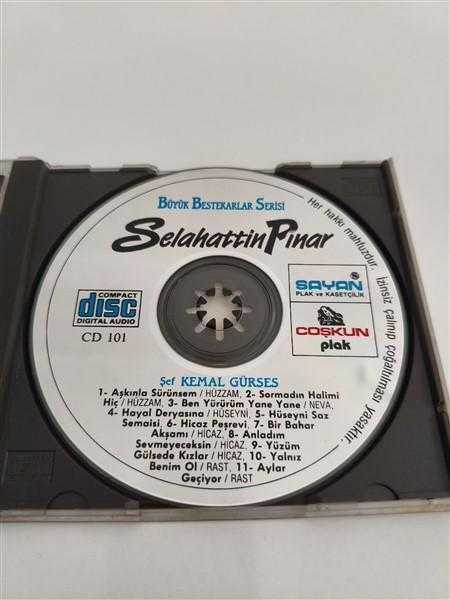 BÜYÜK BESTEKARLAR SERİSİ
Selahattin Pınar
Her hakkı mahfuzdur. İzinsiz çalınıp çoğaltılması yasaktır.
COMPACT
disc
DIGITAL AUDIO
CD 101
SAYAN
PLAK ve KASETÇİLİK
COŞKUN
plak
Şef KEMAL GÜRSES
1- Aşkınla Sürünsem / HÜZZAM, 2- Sormadın Halimi
Hiç / HÜZZAM, 3- Ben Yürürüm Yane Yane / NEVA,
4- Hayal Deryasına / HÜSEYNİ, 5- Hüseyni Saz
Semaisi, 6- Hicaz Peşrevi, 7- Bir Bahar
Akşamı / HİCAZ, 8- Anladım
Sevmeyeceksin / HİCAZ, 9- Yüzüm
Gülsede Kızlar / HİCAZ, 10- Yalnız
Benim Ol / RAST, 11- Aylar
Geçiyor / RAST